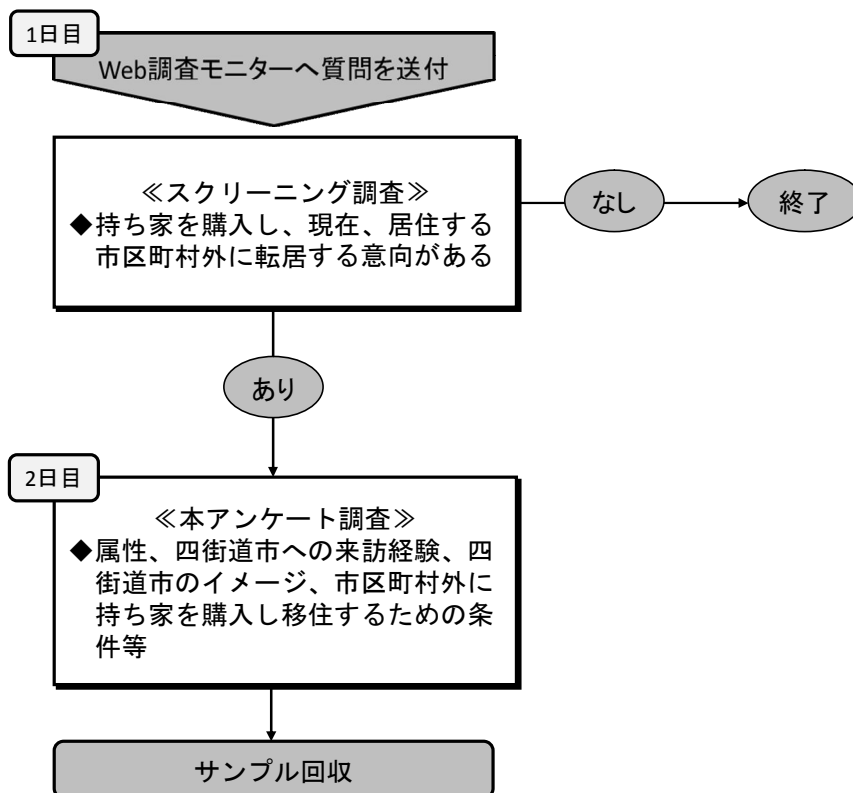 1日目
Web調査モニターへ質問を送付
≪スクリーニング調査≫
◆持ち家を購入し、現在、居住する
市区町村外に転居する意向がある
なし
終了
あり
2日目
≪本アンケート調査≫
◆属性、四街道市への来訪経験、四
街道市のイメージ、市区町村外に
持ち家を購入し移住するための条
件等
サンプル回収